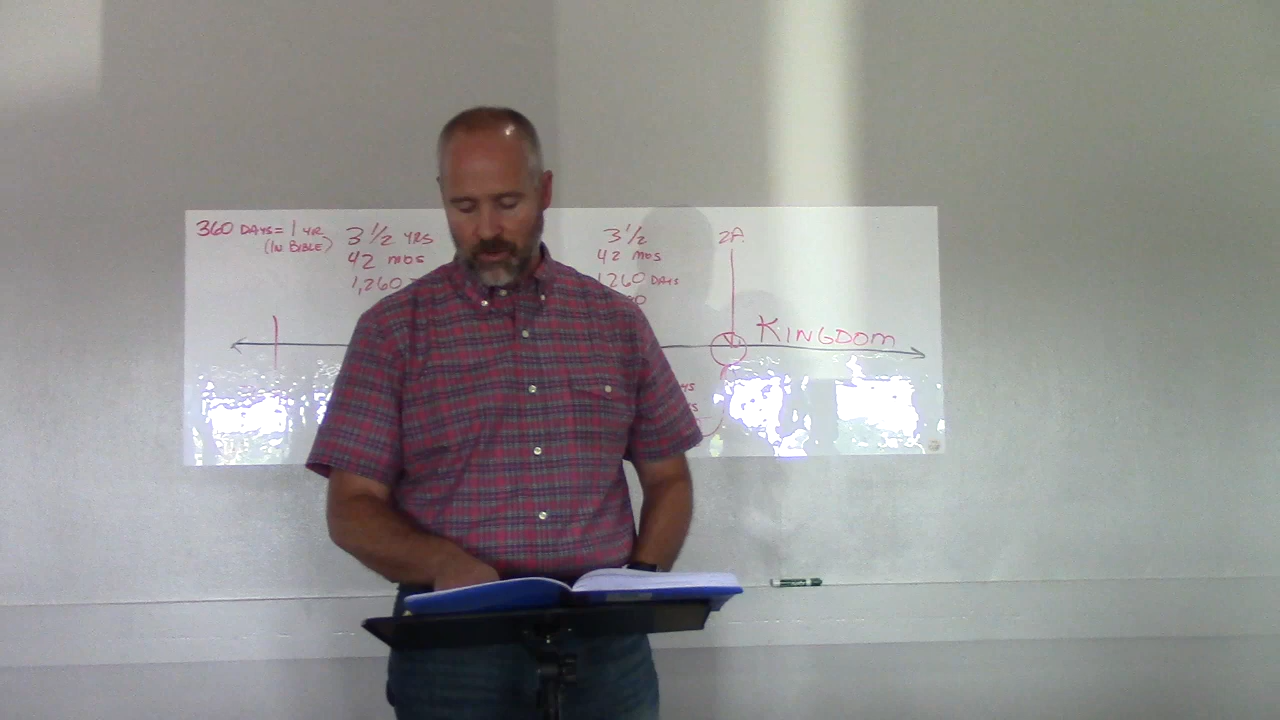 360 DAYS = 1 YR
(IN BIBLE)
3 1/2 YRS
42 MOS
1,260
3 1/2
42 MOS
1260 DAYS
2A.
KINGDOM